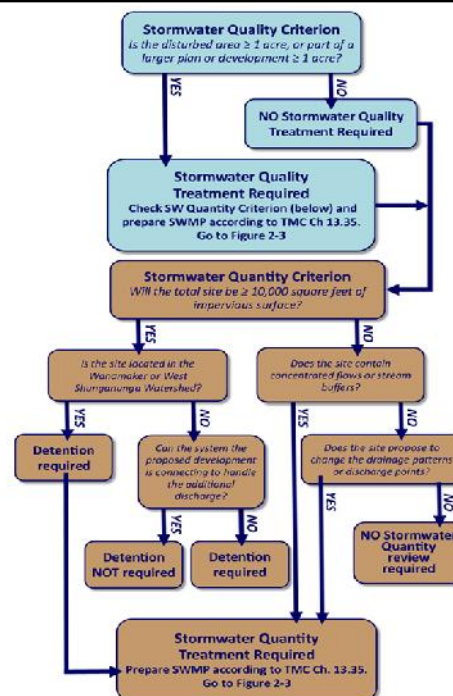 Stormwater Quality Criterion
Is the disturbed area ≥ 1 acre, or part of a
larger plan or development ≥ 1 acre?
YES
NO
NO Stormwater Quality
Treatment Required
Stormwater Quality
Treatment Required
Check SW Quantity Criterion (below) and
prepare SWMP according to TMC Ch 13.35.
Go to Figure 2-3
Stormwater Quantity Criterion
Will the total site be ≥ 10,000 square feet of
impervious surface?
YES
NO
Is the site located in the
Wanamaker or West
Shunganunga Watershed?
Does the site contain
concentrated flows or stream
buffers?
YES
NO
YES
NO
Detention
required
Can the system the
proposed development
is connecting to handle
the additional
discharge?
Does the site propose to
change the drainage patterns
or discharge points?
YES
NO
YES
NO
Detention
NOT required
Detention
required
NO Stormwater
Quantity
review
required
Stormwater Quantity
Treatment Required
Prepare SWMP according to TMC Ch. 13.35.
Go to Figure 2-3